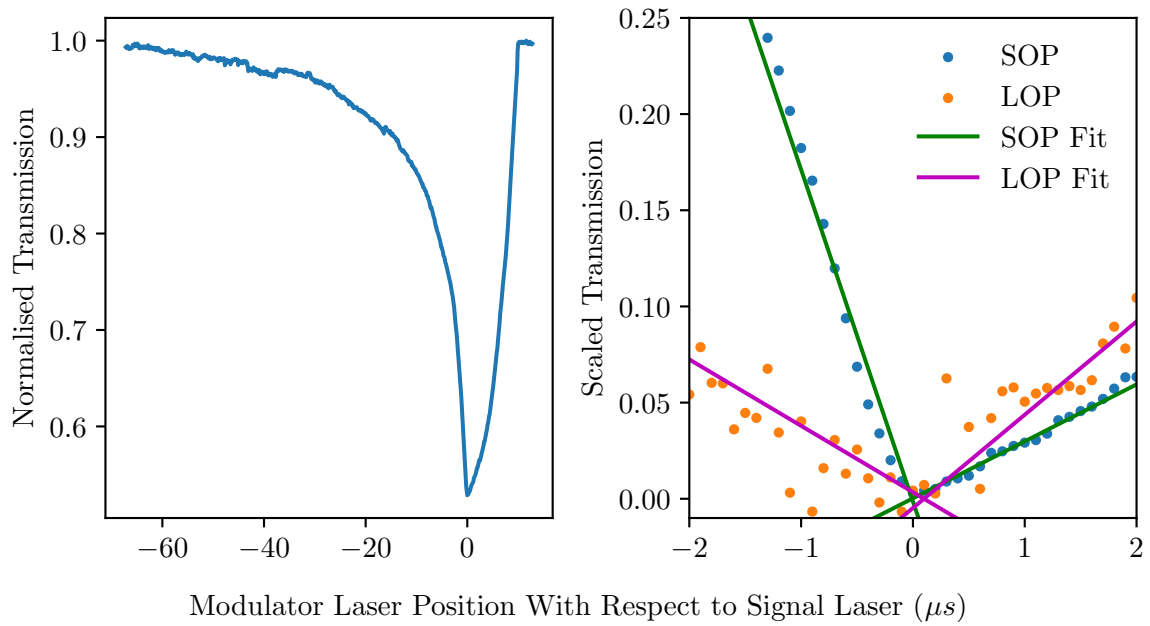 Normalised Transmission
1.0
0.9
0.8
0.7
0.6
−60
−40
−20
0
Scaled Transmission
0.25
0.20
0.15
0.10
0.05
0.00
−2
−1
0
1
2
SOP
LOP
SOP Fit
LOP Fit
Modulator Laser Position With Respect to Signal Laser (μs)